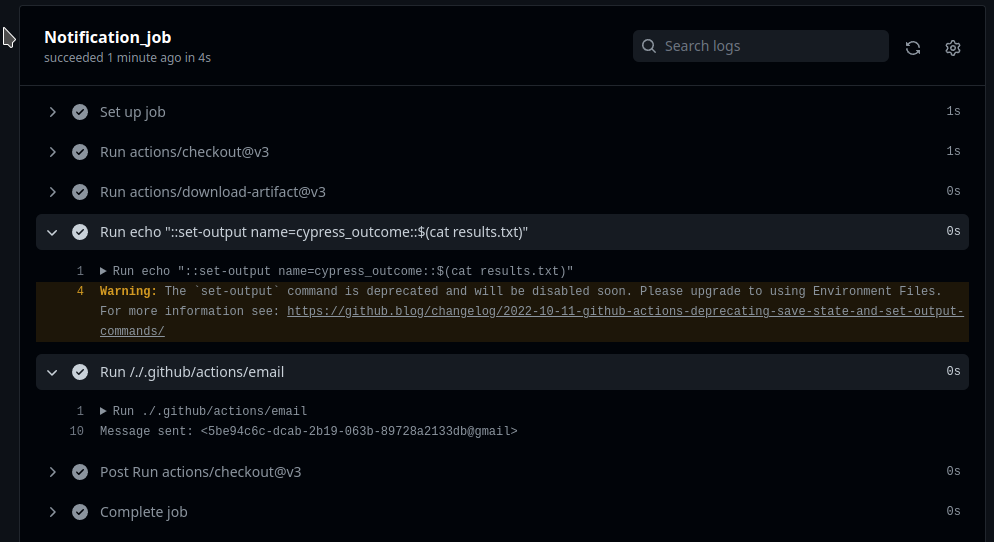 Notification_job
succeeded 1 minute ago in 4s
Search logs
Set up job 1s
Run actions/checkout@v3 1s
Run actions/download-artifact@v3 0s
Run echo "::set-output name=cypress_outcome::$(cat results.txt)" 0s
1 ▶ Run echo "::set-output name=cypress_outcome::$(cat results.txt)"
4 Warning: The `set-output` command is deprecated and will be disabled soon. Please upgrade to using Environment Files.
For more information see: https://github.blog/changelog/2022-10-11-github-actions-deprecating-save-state-and-set-output-
commands/
Run /./.github/actions/email 0s
1 ▶ Run ./.github/actions/email
10 Message sent: <5be94c6c-dcab-2b19-063b-89728a2133db@gmail>
Post Run actions/checkout@v3 0s
Complete job 0s